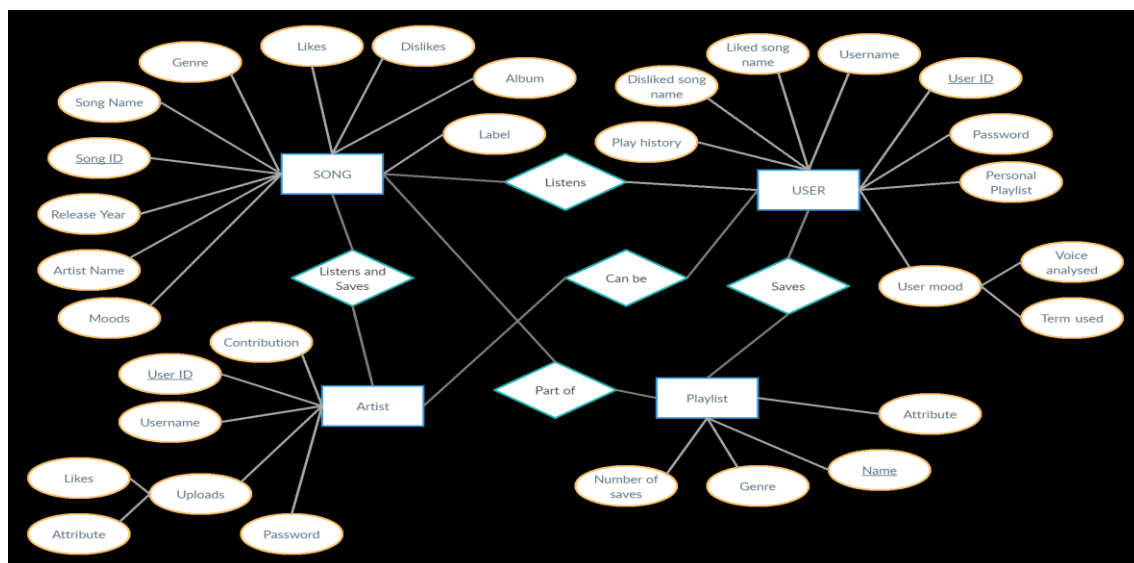 Likes
Dislikes
Genre
Album
Song Name
Label
Song ID
SONG
Release Year
Artist Name
Moods
Liked song
name
Username
Disliked song
name
User ID
Play history
Password
Personal
Playlist
USER
Listens
Listens and
Saves
Can be
Saves
User mood
Voice
analysed
Term used
Contribution
User ID
Username
Artist
Likes
Uploads
Attribute
Password
Part of
Playlist
Attribute
Number of
saves
Genre
Name